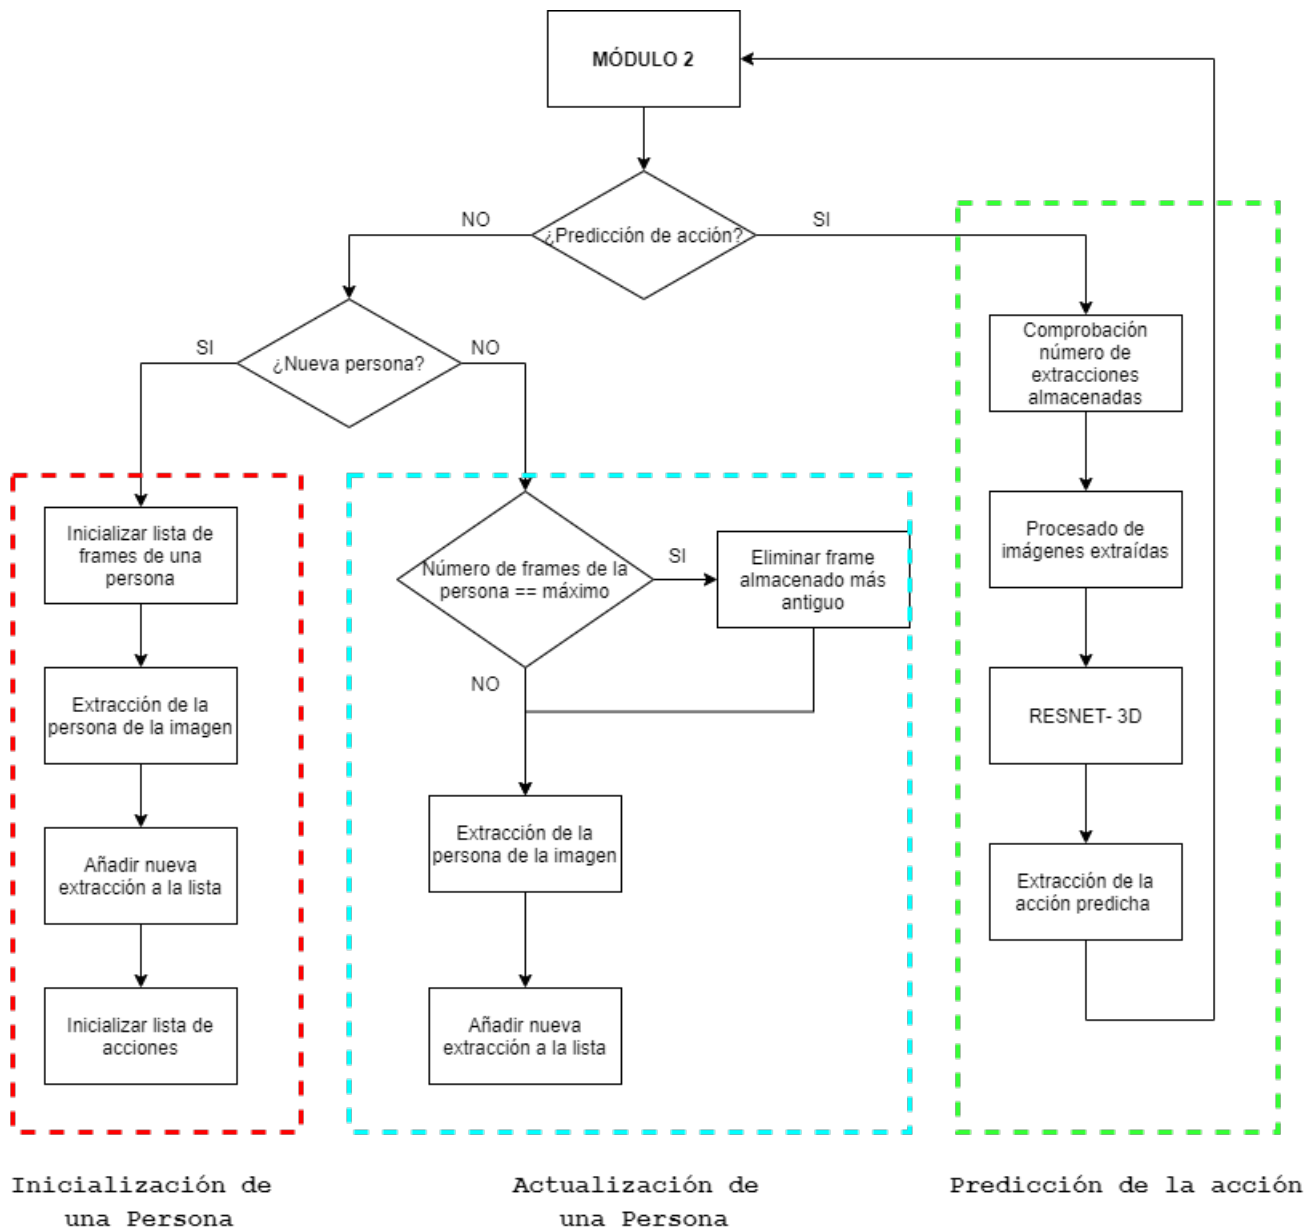 MÓDULO 2
NO
¿Predicción de acción?
SI
SI
¿Nueva persona?
NO
Comprobación
número de
extracciones
almacenadas
Inicializar lista de
frames de una
persona
Número de frames de la
persona == máximo
SI
Eliminar frame
almacenado más
antiguo
Procesado de
imágenes extraídas
NO
Extracción de la
persona de la imagen
RESNET- 3D
Extracción de la
persona de la imagen
Añadir nueva
extracción a la lista
Extracción de la
acción predicha
Inicializar lista de
acciones
Añadir nueva
extracción a la lista
Inicialización de
una Persona
Actualización de
una Persona
Predicción de la acción